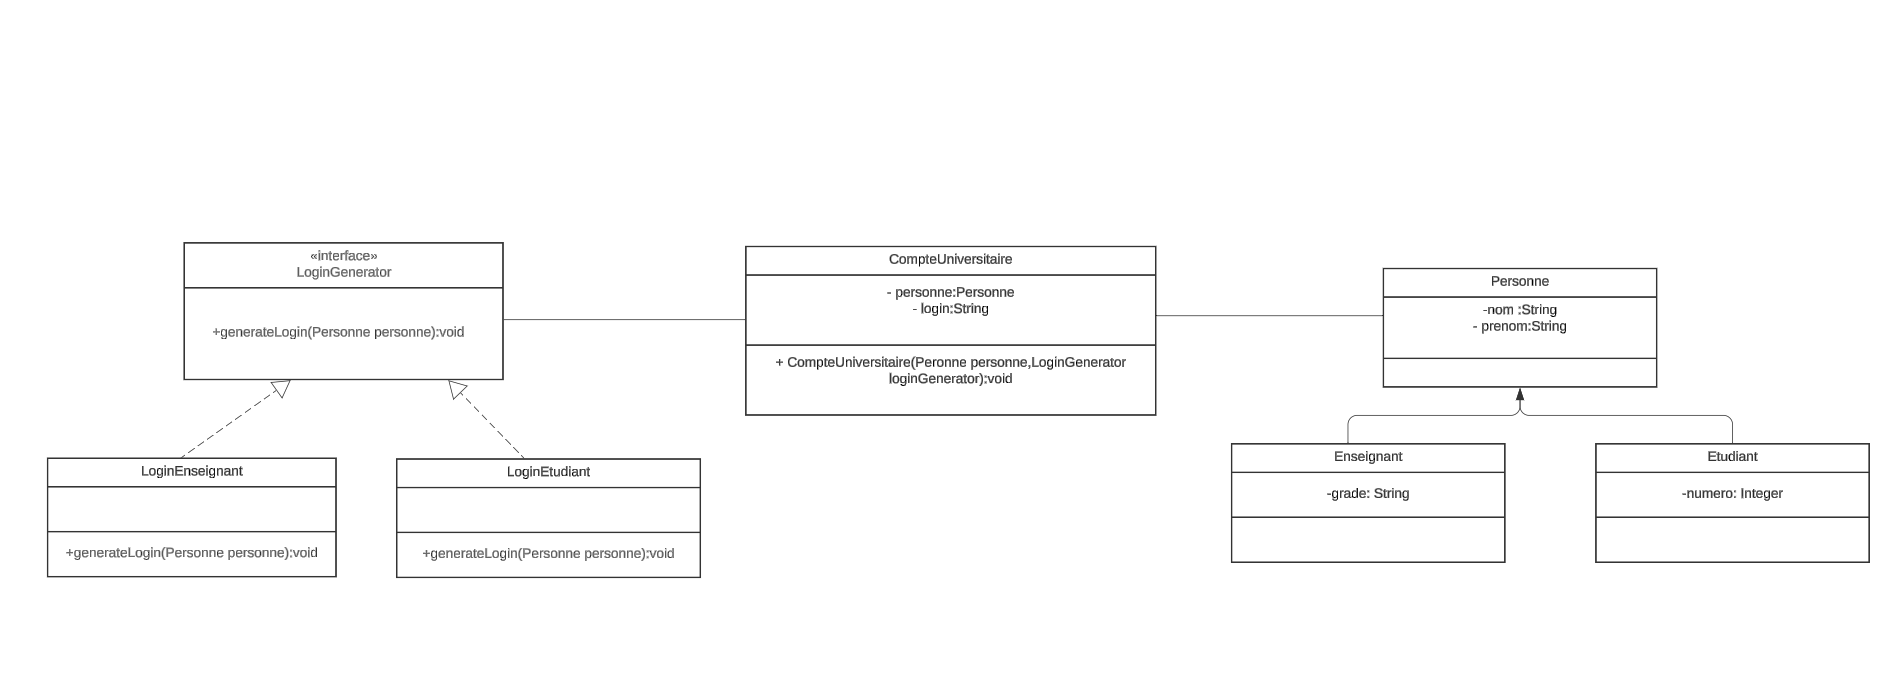 «interface»
LoginGenerator
+generateLogin(Personne personne):void
CompteUniversitaire
- personne:Personne
- login:String
+ CompteUniversitaire(Peronne personne,LoginGenerator
loginGenerator):void
Personne
-nom :String
- prenom:String
LoginEnseignant
+generateLogin(Personne personne):void
LoginEtudiant
+generateLogin(Personne personne):void
Enseignant
-grade: String
Etudiant
-numero: Integer